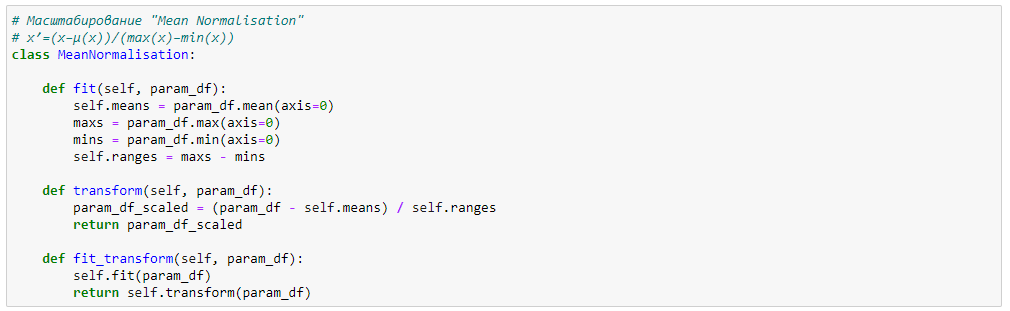 # Масштабирование "Mean Normalisation"
# x’=(x−μ(x))/(max(x)−min(x))
class MeanNormalisation:
def fit(self, param_df):
self.means = param_df.mean(axis=0)
maxs = param_df.max(axis=0)
mins = param_df.min(axis=0)
self.ranges = maxs - mins
def transform(self, param_df):
param_df_scaled = (param_df - self.means) / self.ranges
return param_df_scaled
def fit_transform(self, param_df):
self.fit(param_df)
return self.transform(param_df)